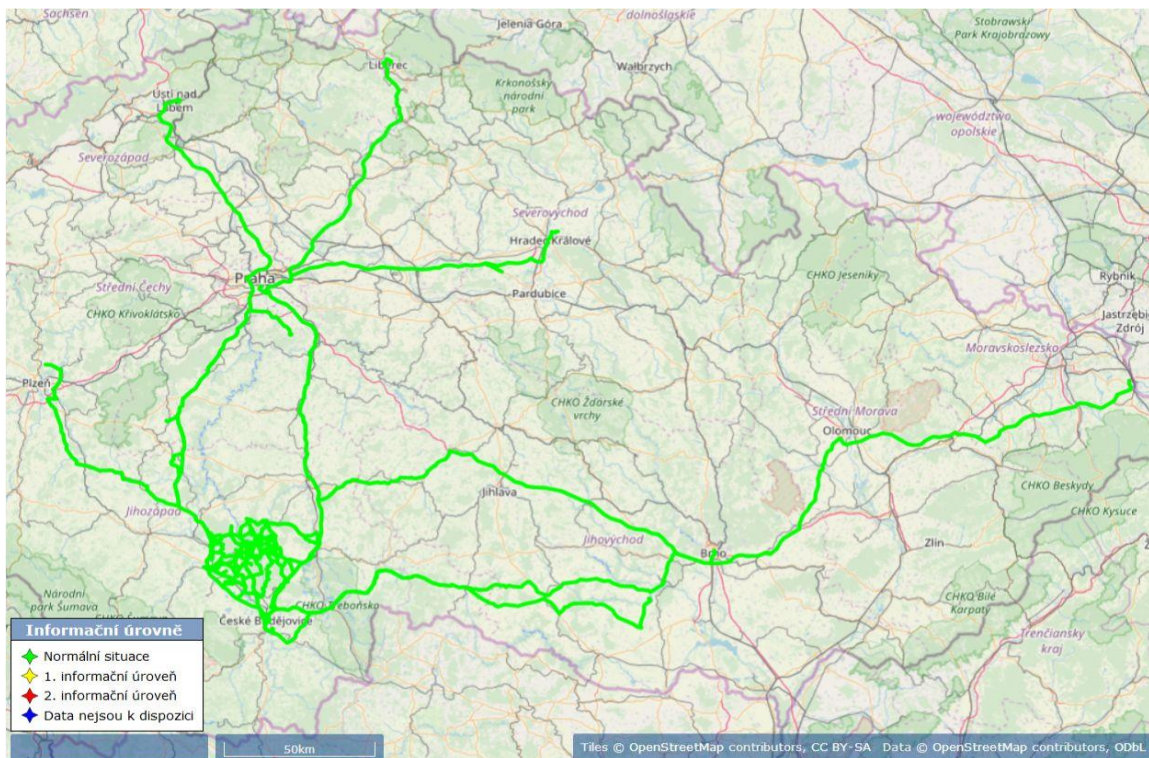 Sachsen
dolnośląskie
Jelenia Góra
Stobrawski
Park Krajobrazowy
Liberec
Wałbrzych
Krkonošský
národní
park
Ústí nad
Labem
województwo
opolskie
Severozápad
Severovýchod
Hradec Králové
Praha
CHKO Jeseníky
Rybnik
Střední Čechy
Pardubice
CHKO Křivoklátsko
Jastrzębie
Zdrój
Moravskoslezsko
Plzeň
CHKO Žďárské
vrchy
Střední Morava
Olomouc
CHKO Beskydy
Jihlava
Jihozápad
CHKO Kysuce
Jihovýchod
Brno
Zlín
Národní
park Šumava
CHKO Třeboňsko
CHKO Bílé
Karpaty
České Budějovice
Trenčiansky
kraj
Informační úrovně
Normální situace
1. informační úroveň
2. informační úroveň
Data nejsou k dispozici
50km
Tiles © OpenStreetMap contributors, CC BY-SA Data © OpenStreetMap contributors, ODbL